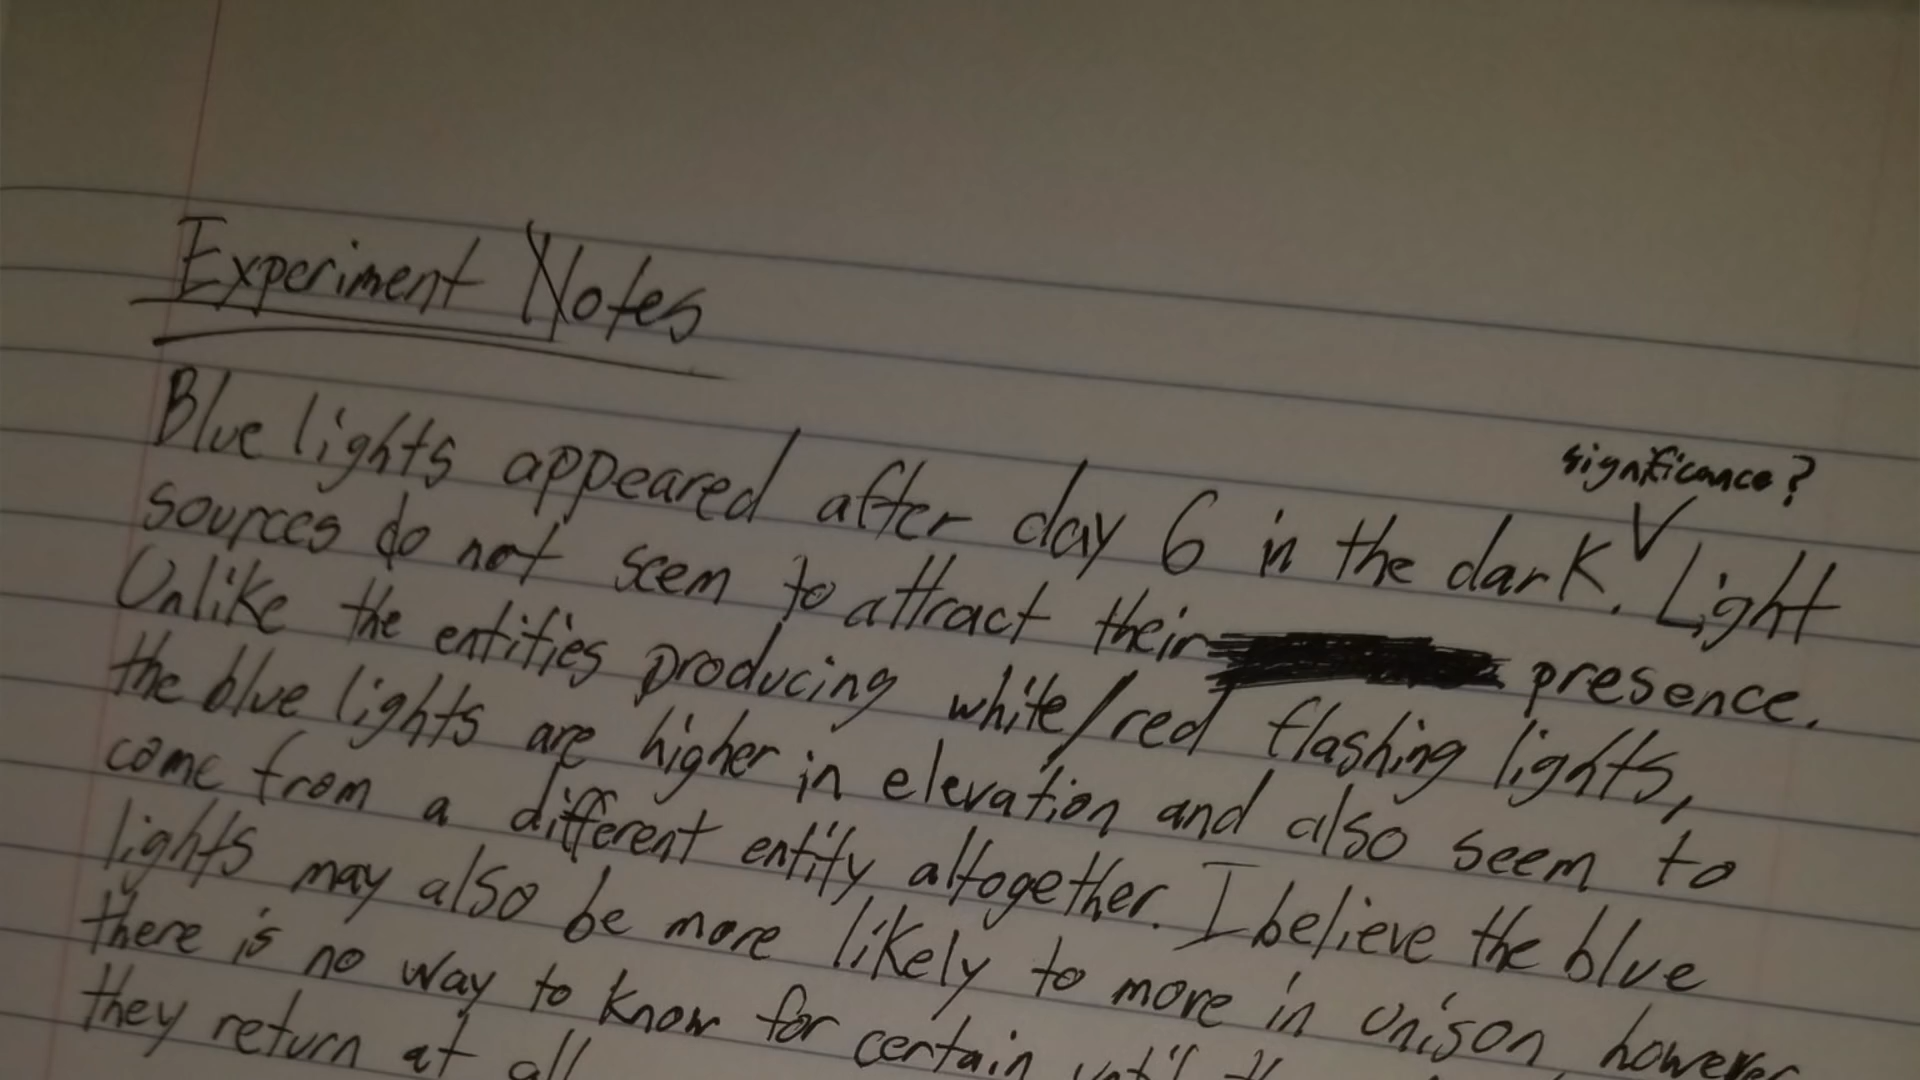 Experiment Notes
significance?
Blue lights appeared after day 6 in the dark. Light
sources do not seem to attract their presence.
Unlike the entities producing white/red flashing lights,
the blue lights are higher in elevation and also seem to
come from a different entity altogether. I believe the blue
lights may also be more likely to move in unison, however
there is no way to know for certain until
they return at all